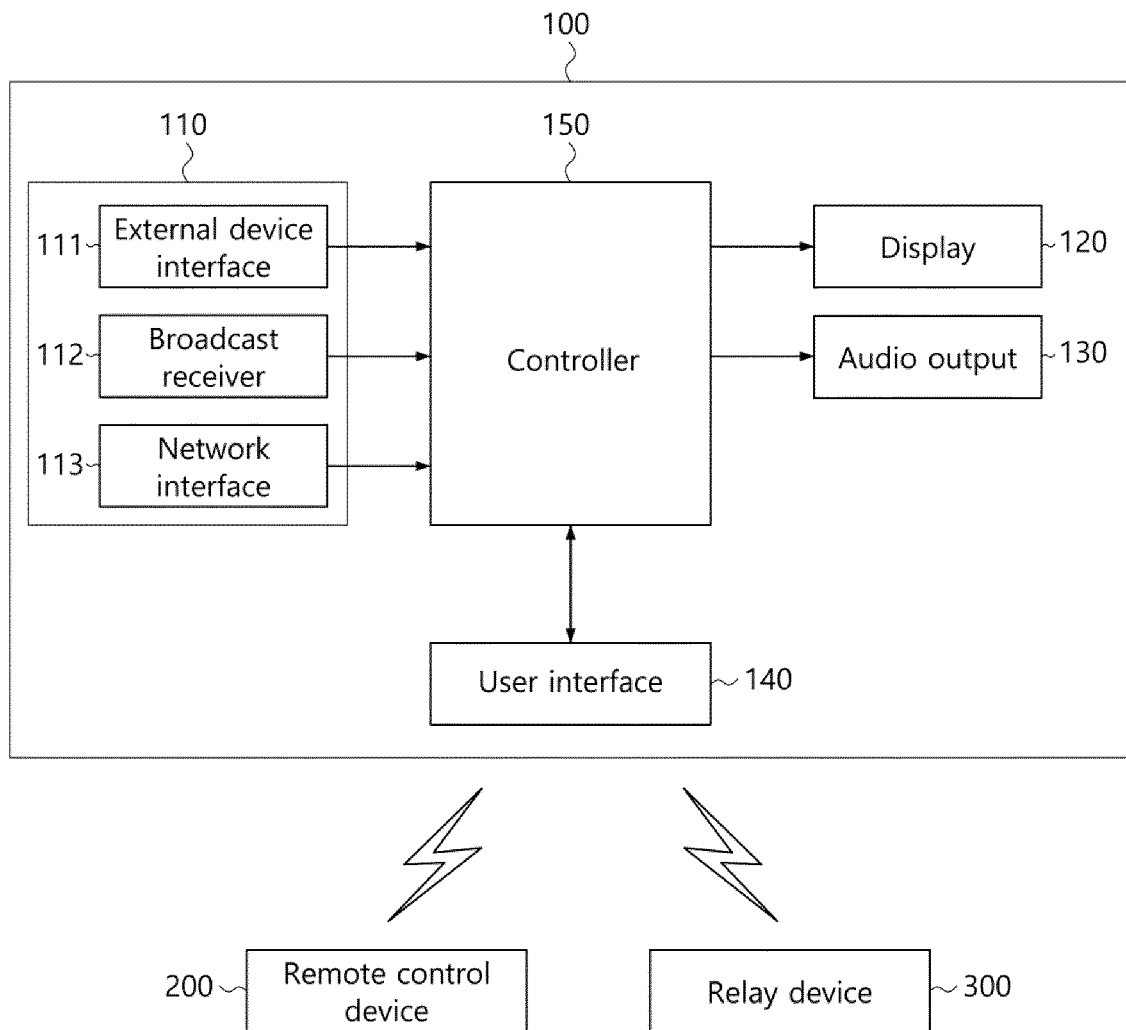 100
110
150
111
External device
interface
Display
120
112
Broadcast
receiver
Controller
Audio output
130
113
Network
interface
User interface
140
200
Remote control
device
Relay device
300